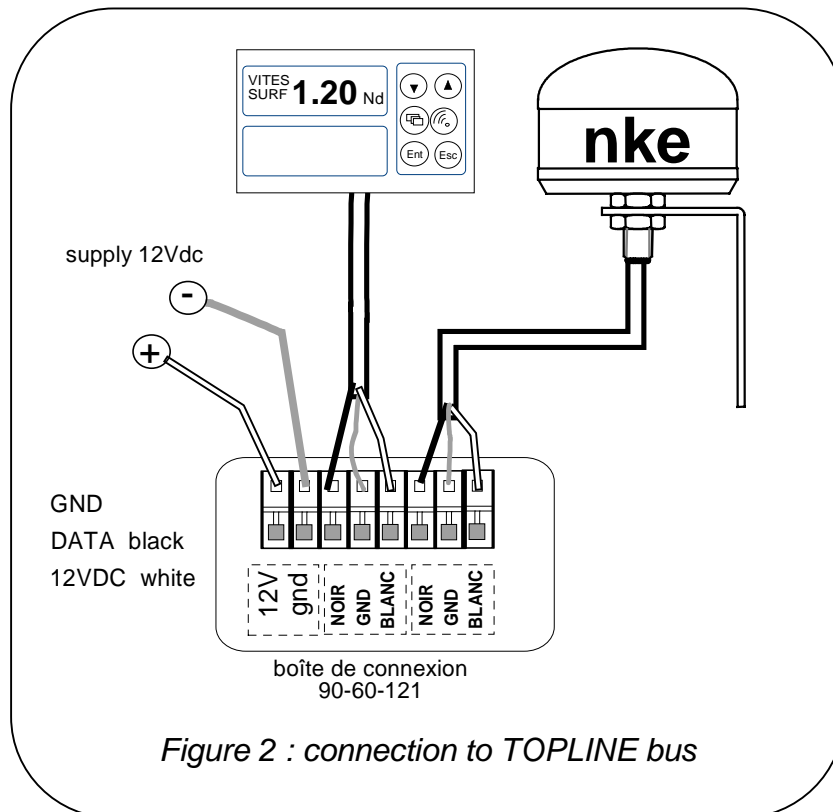 VITES
SURF 1.20 Nd
Ent Esc
nke
supply 12Vdc
-
+
GND
DATA black
12VDC white
12V
gnd
NOIR
GND
BLANC
NOIR
GND
BLANC
boîte de connexion
90-60-121
Figure 2 : connection to TOPLINE bus